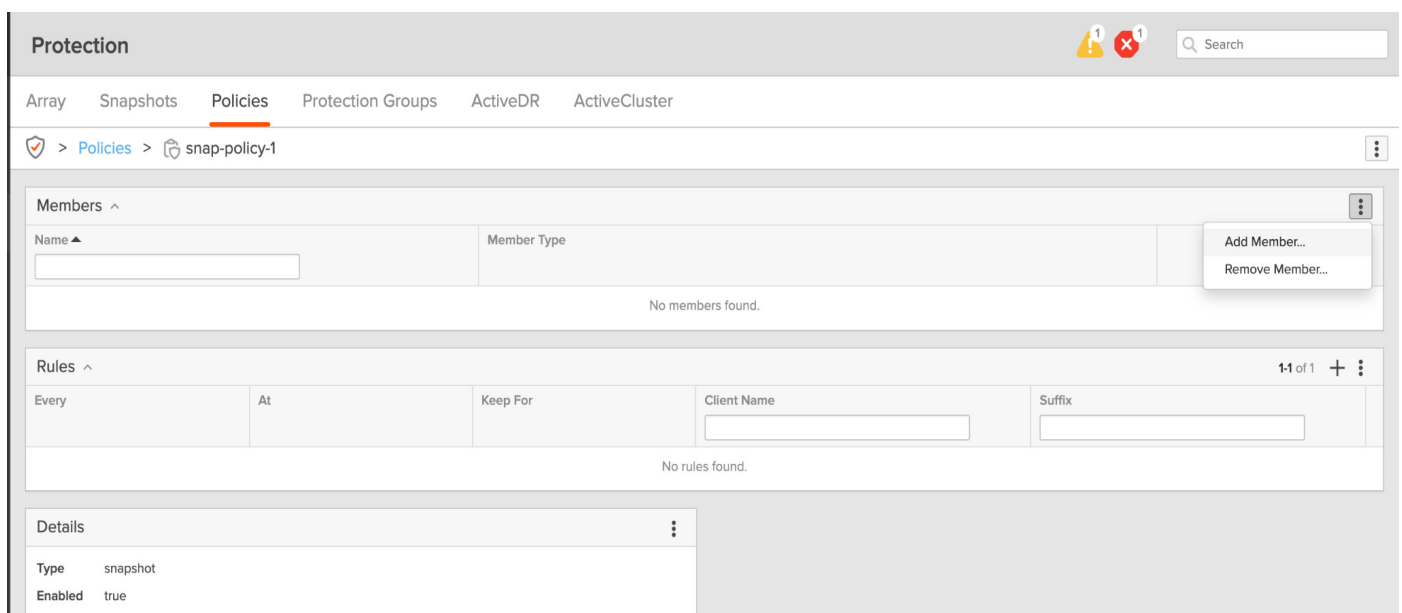 Protection
1
1
Search
Array Snapshots Policies Protection Groups ActiveDR ActiveCluster
> Policies > snap-policy-1
Members
Name Member Type
Add Member...
Remove Member...
No members found.
Rules 1-1 of 1
Every At Keep For Client Name Suffix
No rules found.
Details
Type snapshot
Enabled true